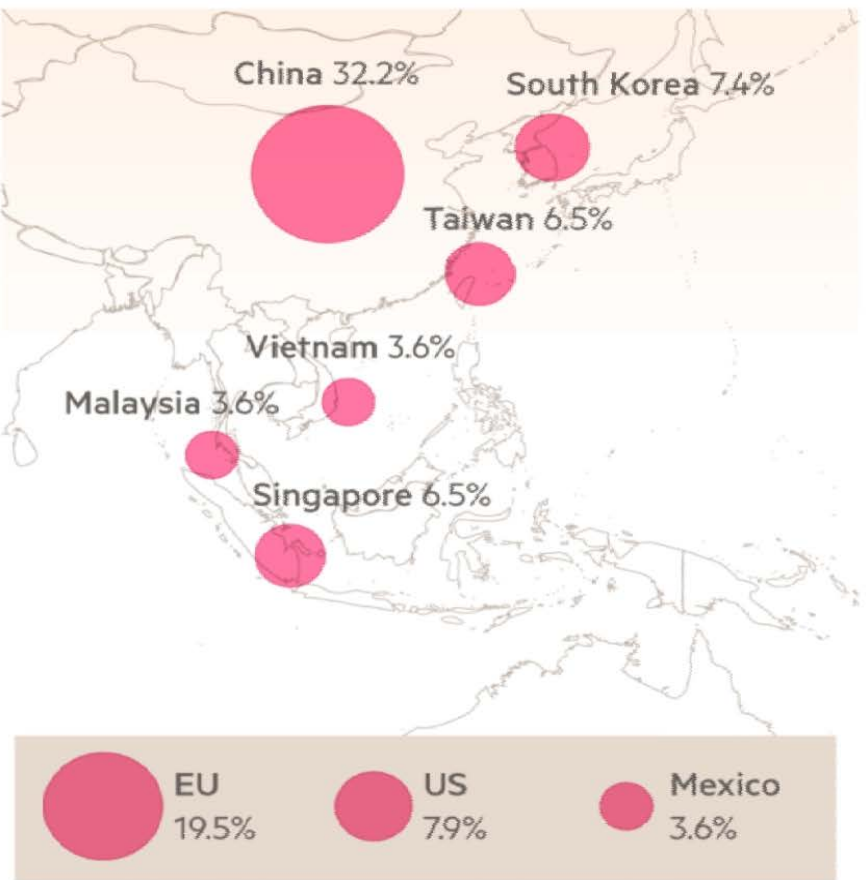 China 32.2%
South Korea 7.4%
Taiwan 6.5%
Vietnam 3.6%
Malaysia 3.6%
Singapore 6.5%
EU
19.5%
US
7.9%
Mexico
3.6%